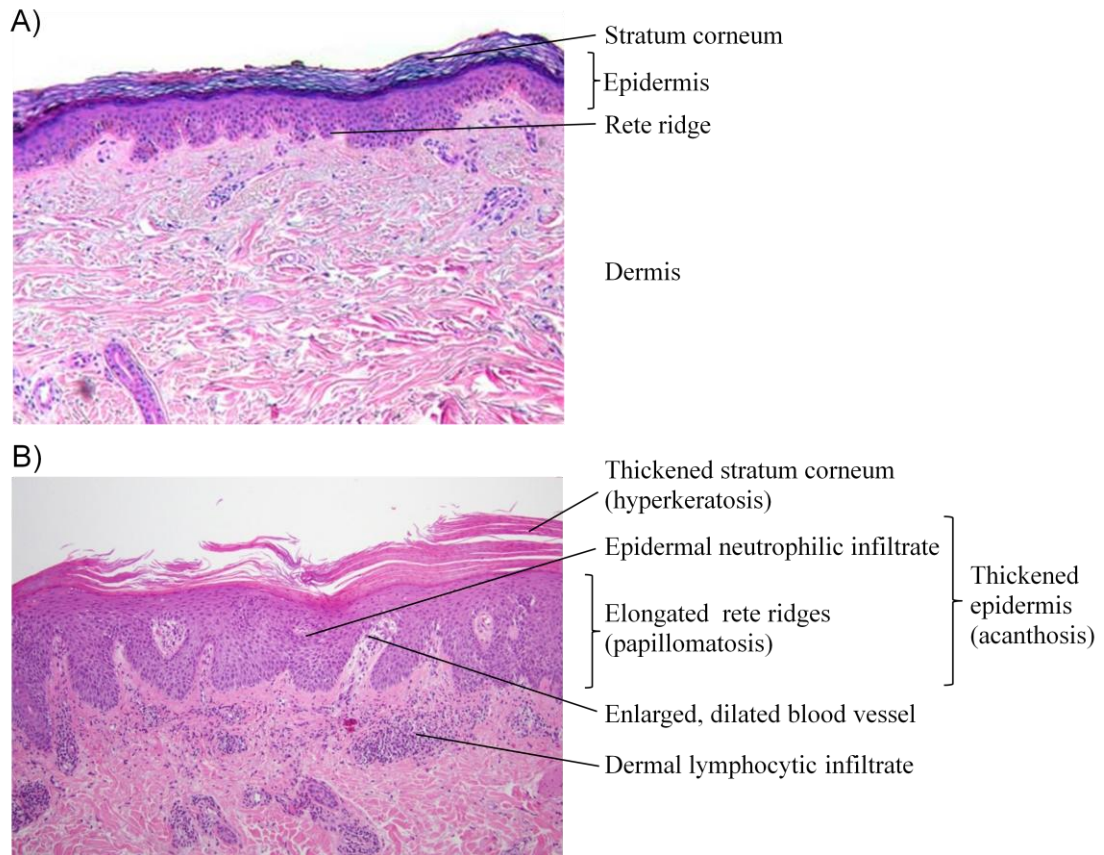 A)
Stratum corneum
Epidermis
Rete ridge
Dermis
B)
Thickened stratum corneum
(hyperkeratosis)
Epidermal neutrophilic infiltrate
Elongated rete ridges
(papillomatosis)
Thickened
epidermis
(acanthosis)
Enlarged, dilated blood vessel
Dermal lymphocytic infiltrate